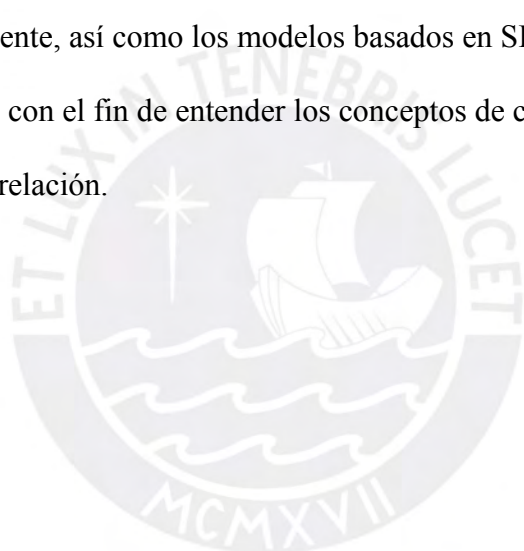 ente, así como los modelos basados en
con el fin de entender los conceptos de
relación.
ET LUX IN TENEBRIS LUCET
MCMXVII